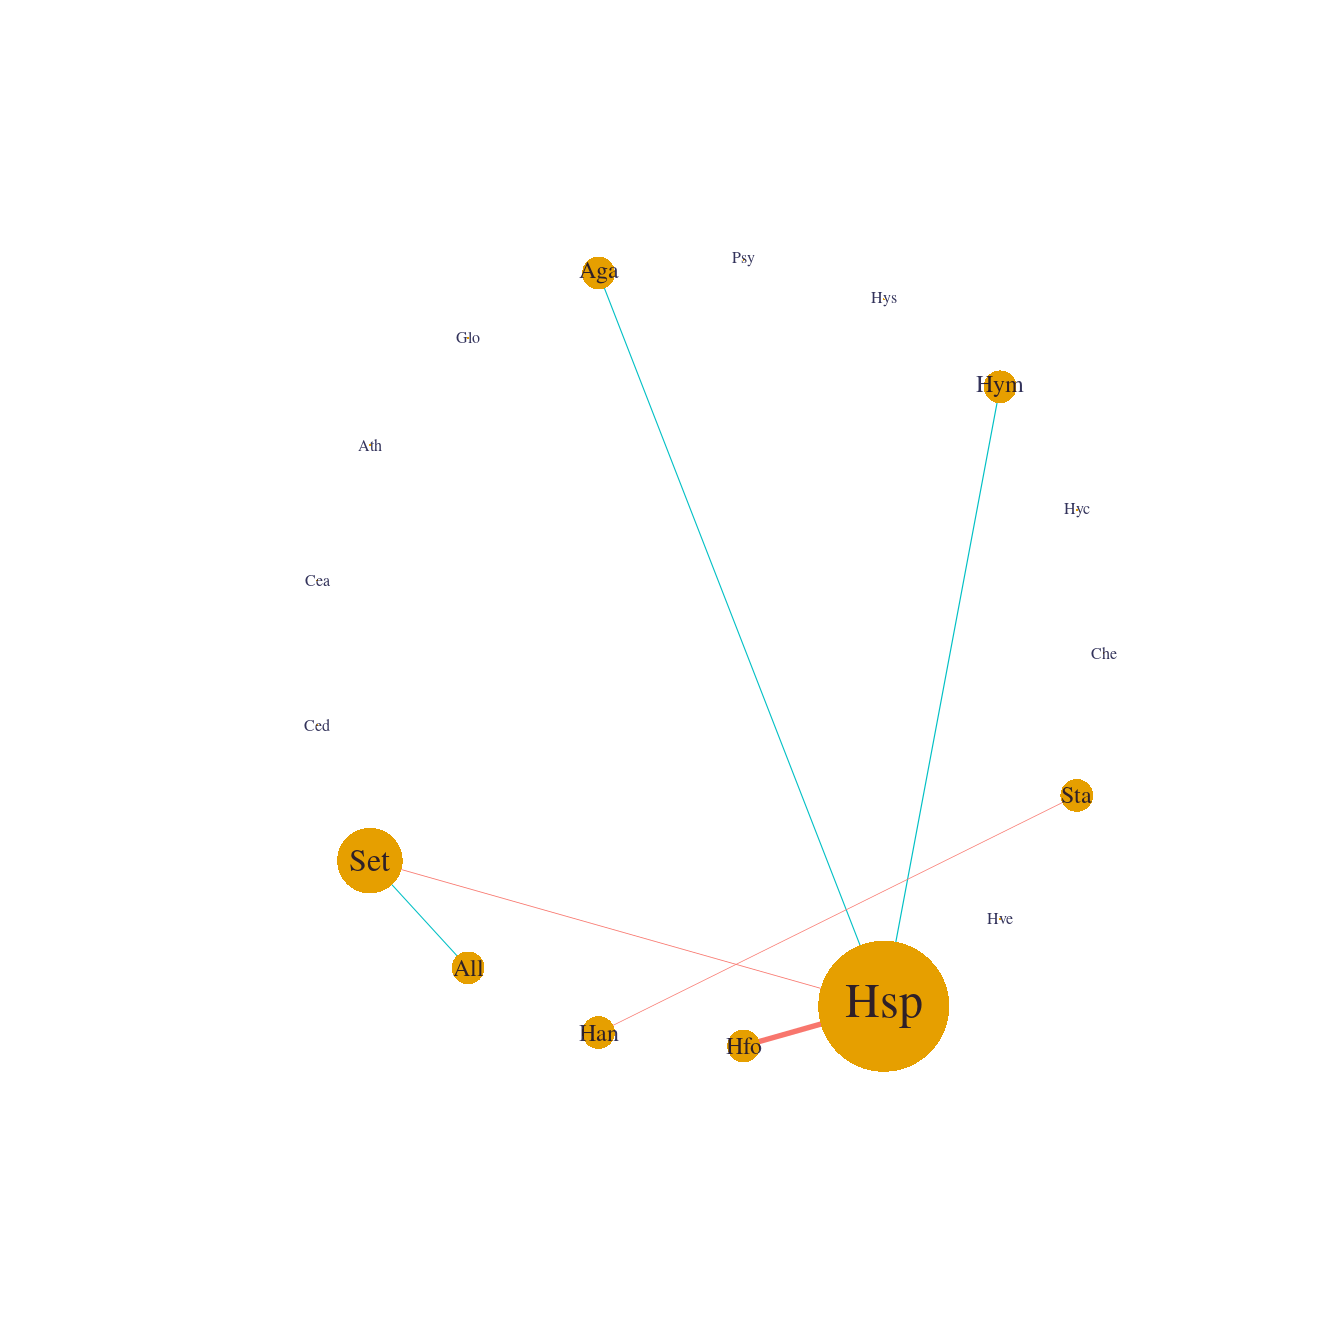 Psy
Aga
Hys
Glo
Hym
Ath
Hyc
Cea
Che
Ced
Sta
Set
Hve
All
Hsp
Han
Hfo